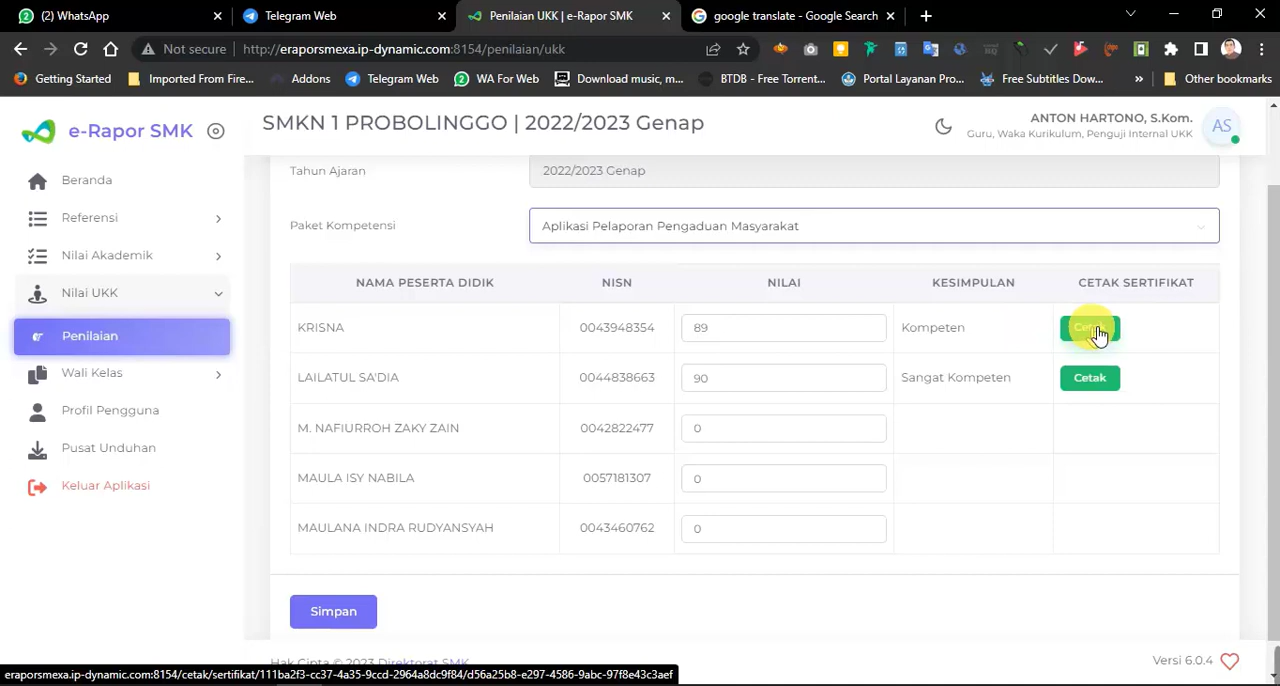 (2) WhatsApp
Telegram Web
Penilaian UKK | e-Rapor SMK
google translate - Google Search
Not secure
http://eraporsmexa.ip-dynamic.com:8154/penilaian/ukk
Getting Started
Imported From Fire...
Addons
Telegram Web
WA For Web
Download music, m...
BTDB - Free Torrent...
Portal Layanan Pro...
Free Subtitles Dow...
»
Other bookmarks
e-Rapor SMK
SMKN 1 PROBOLINGGO | 2022/2023 Genap
ANTON HARTONO, S.Kom.
Guru, Waka Kurikulum, Penguji Internal UKK
AS
Beranda
Referensi
Nilai Akademik
Nilai UKK
Penilaian
Wali Kelas
Profil Pengguna
Pusat Unduhan
Keluar Aplikasi
Tahun Ajaran 2022/2023 Genap
Paket Kompetensi Aplikasi Pelaporan Pengaduan Masyarakat
NAMA PESERTA DIDIK NISN NILAI KESIMPULAN CETAK SERTIFIKAT
KRISNA 0043948354 89 Kompeten Cetak
LAILATUL SA'DIA 0044838663 90 Sangat Kompeten Cetak
M. NAFIURROH ZAKY ZAIN 0042822477 0
MAULA ISY NABILA 0057181307 0
MAULANA INDRA RUDYANSYAH 0043460762 0
Simpan
Hak Cipta © 2023 Direktorat SMK
Versi 6.0.4
eraporsmexa.ip-dynamic.com:8154/cetak/sertifikat/111ba2f3-cc37-4a35-9ccd-2964a8dc9f84/d56a25b8-e297-4586-9abc-97f8e43c3aef